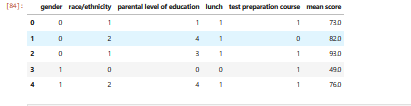 [84]:
gender race/ethnicity parental level of education lunch test preparation course mean score
0 0 1 1 1 1 73.0
1 0 2 4 1 0 82.0
2 0 1 3 1 1 93.0
3 1 0 0 0 1 49.0
4 1 2 4 1 1 76.0